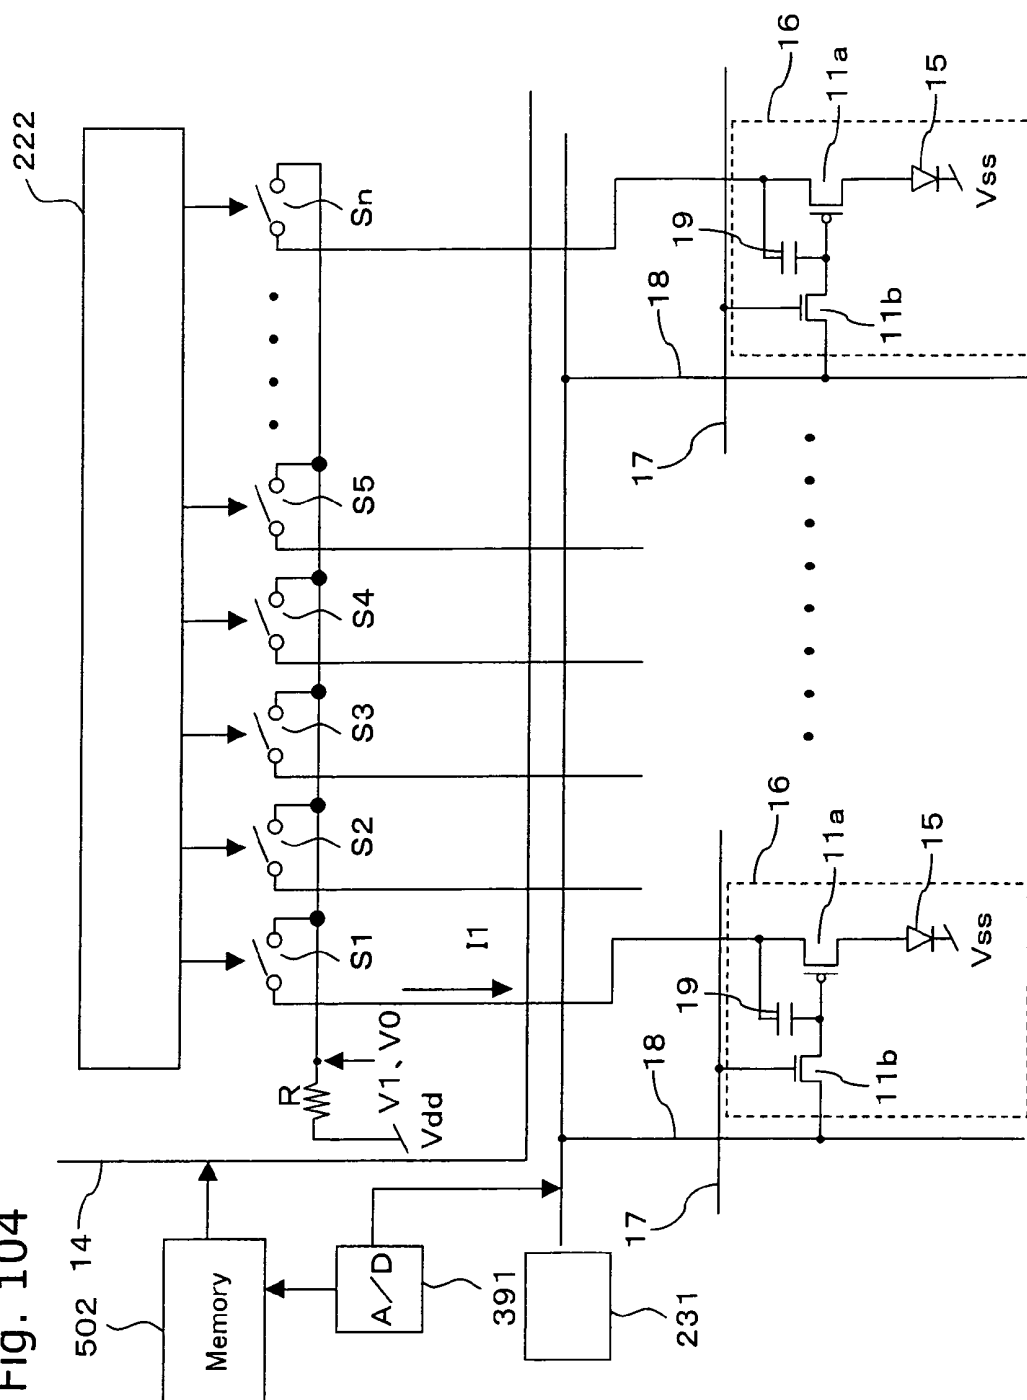 Fig. 104
222
502
14
Memory
A/D
391
231
R
V1、V0
Vdd
I1
S1
S2
S3
S4
S5
Sn
17
18
19
11b
16
11a
15
Vss
17
18
19
11b
16
11a
15
Vss